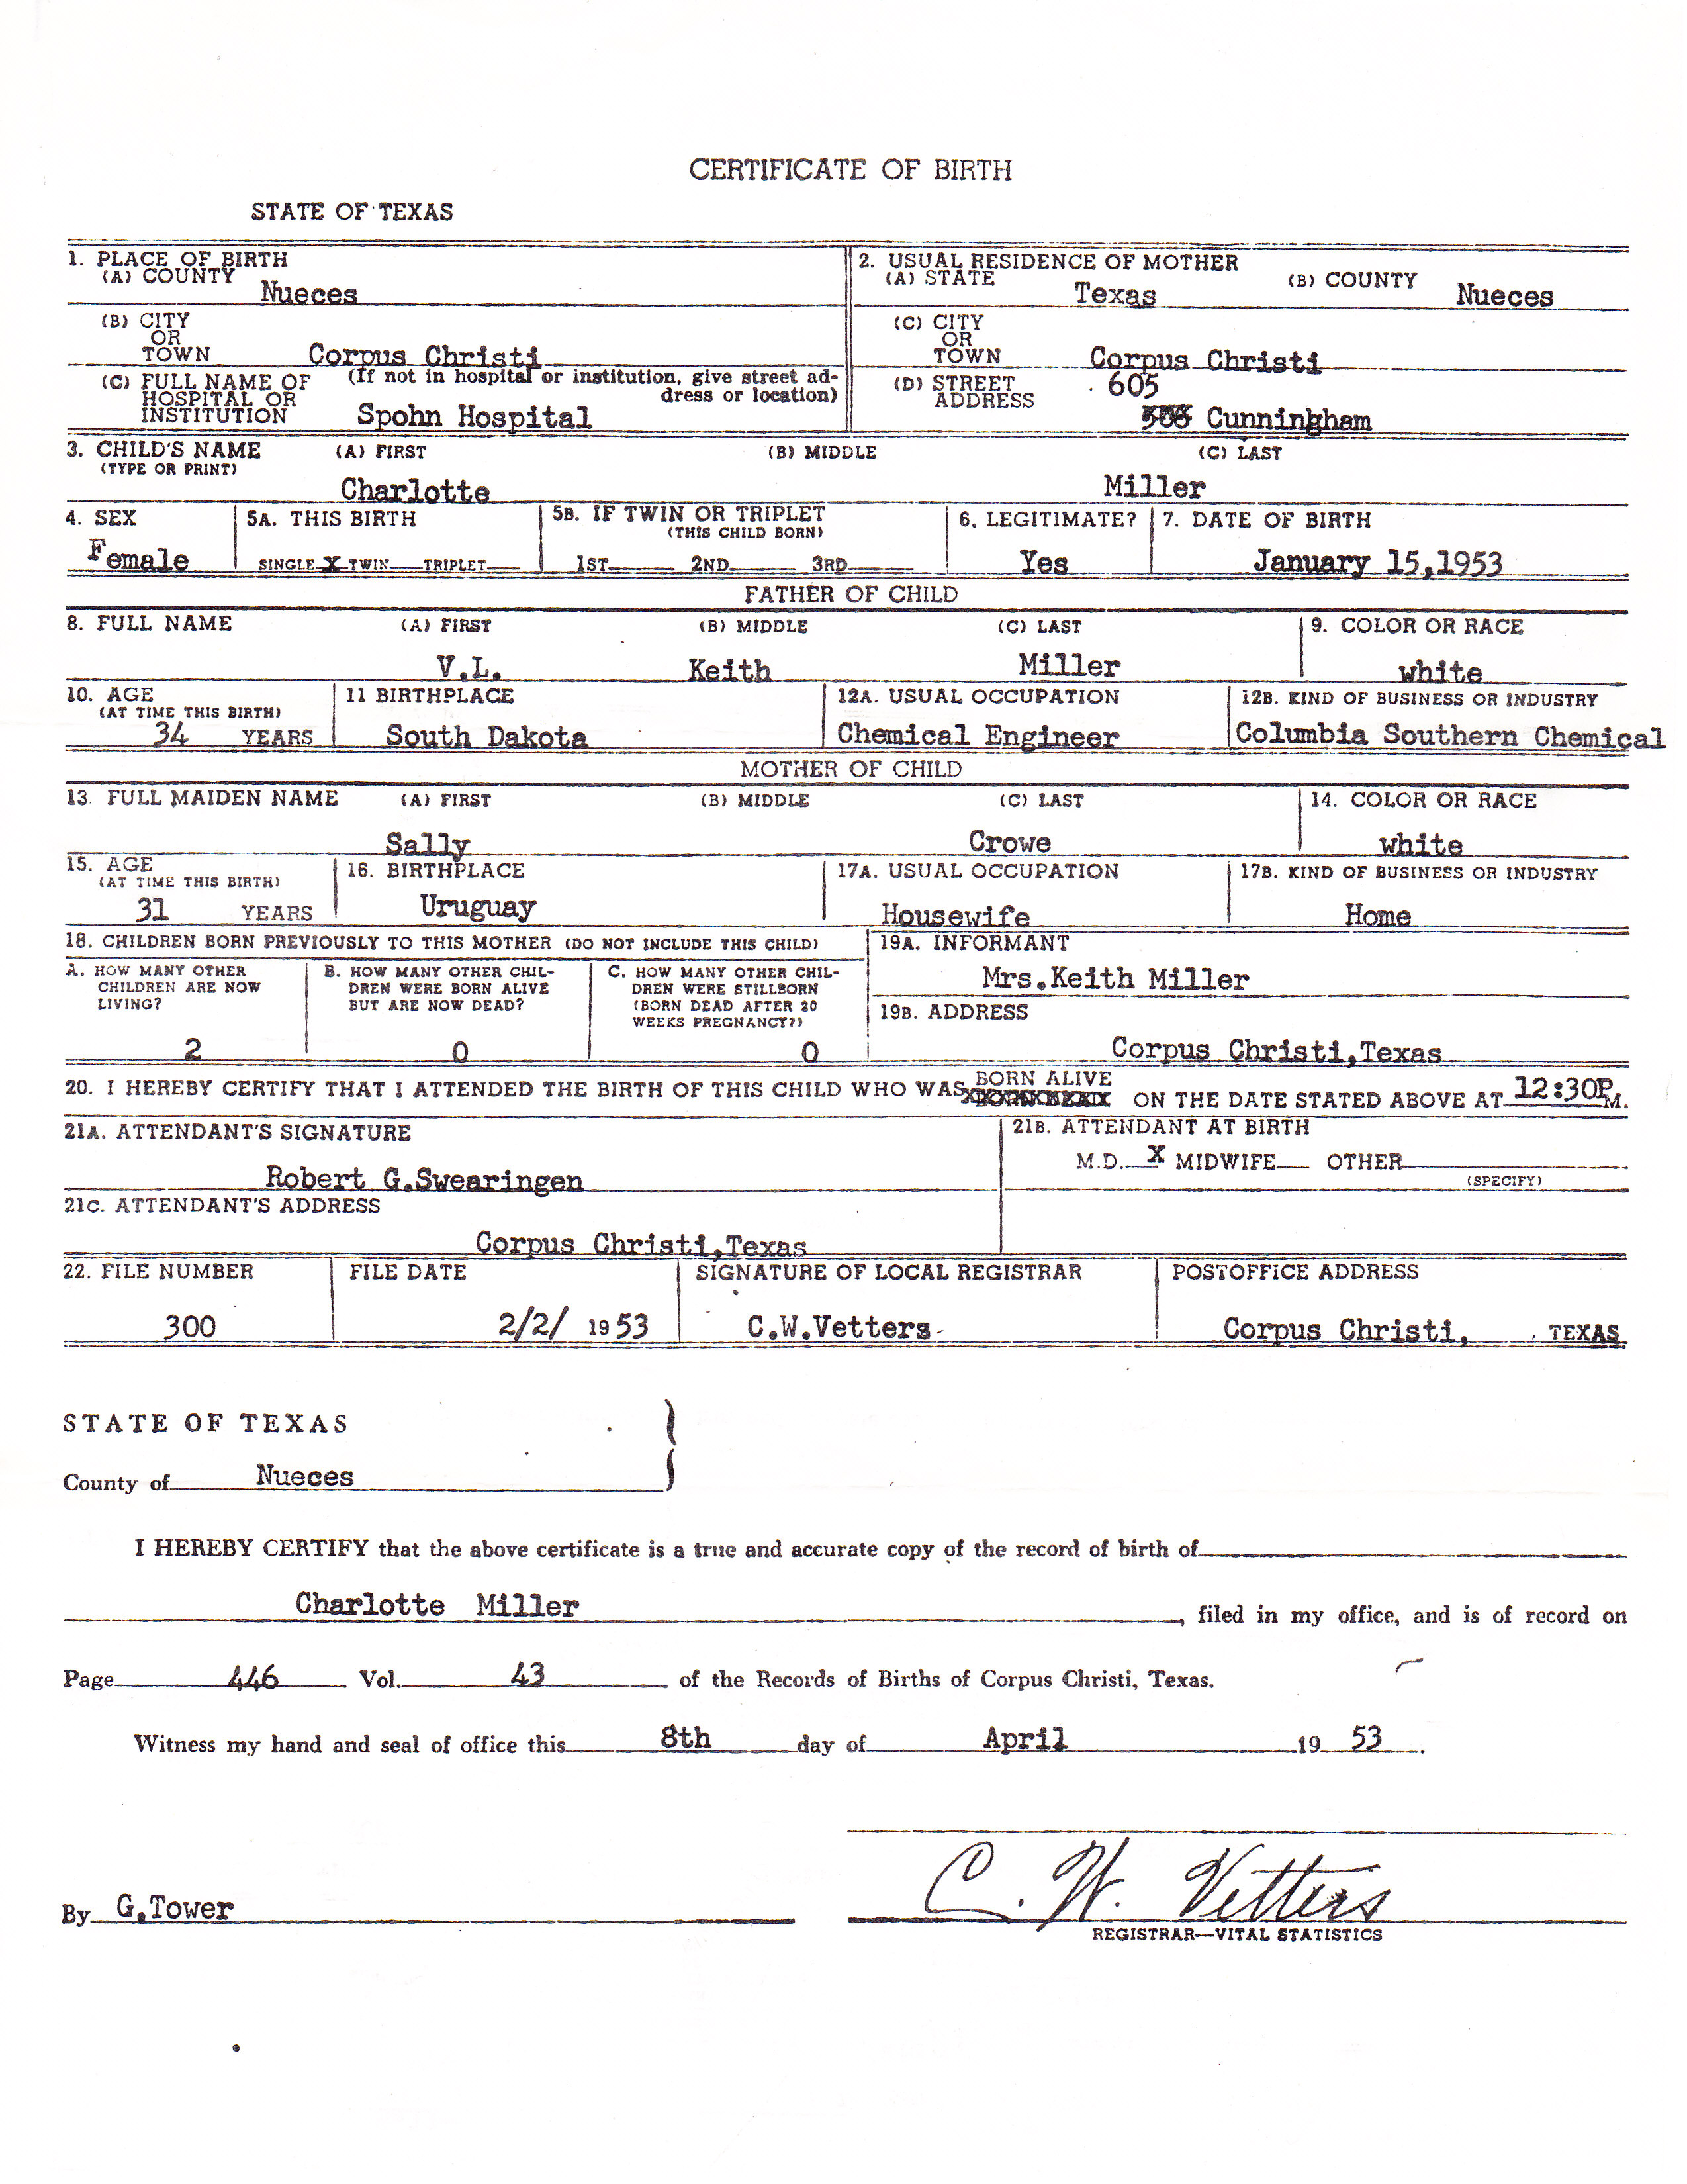 CERTIFICATE OF BIRTH
STATE OF TEXAS
1. PLACE OF BIRTH
(A) COUNTY Nueces
2. USUAL RESIDENCE OF MOTHER
(A) STATE Texas (B) COUNTY Nueces
(B) CITY OR TOWN Corpus Christi
(C) CITY OR TOWN Corpus Christi
(C) FULL NAME OF HOSPITAL OR INSTITUTION (If not in hospital or institution, give street address or location) Spohn Hospital
(D) STREET ADDRESS 605
Cunningham
3. CHILD'S NAME (A) FIRST (B) MIDDLE (C) LAST
(TYPE OR PRINT)
Charlotte Miller
4. SEX 5A. THIS BIRTH 5B. IF TWIN OR TRIPLET 6. LEGITIMATE? 7. DATE OF BIRTH
(THIS CHILD BORN)
Female SINGLE X TWIN TRIPLET 1ST 2ND 3RD Yes January 15,1953
FATHER OF CHILD
8. FULL NAME (A) FIRST (B) MIDDLE (C) LAST 9. COLOR OR RACE
V.L. Keith Miller white
10. AGE 11 BIRTHPLACE 12A. USUAL OCCUPATION 12B. KIND OF BUSINESS OR INDUSTRY
(AT TIME THIS BIRTH)
34 YEARS South Dakota Chemical Engineer Columbia Southern Chemical
MOTHER OF CHILD
13. FULL MAIDEN NAME (A) FIRST (B) MIDDLE (C) LAST 14. COLOR OR RACE
Sally Crowe white
15. AGE 16. BIRTHPLACE 17A. USUAL OCCUPATION 17B. KIND OF BUSINESS OR INDUSTRY
(AT TIME THIS BIRTH)
31 YEARS Uruguay Housewife Home
18. CHILDREN BORN PREVIOUSLY TO THIS MOTHER (DO NOT INCLUDE THIS CHILD)
A. HOW MANY OTHER CHILDREN ARE NOW LIVING?
2
B. HOW MANY OTHER CHILDREN WERE BORN ALIVE BUT ARE NOW DEAD?
0
C. HOW MANY OTHER CHILDREN WERE STILLBORN (BORN DEAD AFTER 20 WEEKS PREGNANCY?)
0
19A. INFORMANT
Mrs.Keith Miller
19B. ADDRESS
Corpus Christi,Texas
20. I HEREBY CERTIFY THAT I ATTENDED THE BIRTH OF THIS CHILD WHO WAS BORN ALIVE ON THE DATE STATED ABOVE AT 12:30P M.
21A. ATTENDANT'S SIGNATURE
Robert G.Swearingen
21B. ATTENDANT AT BIRTH
M.D. X MIDWIFE OTHER
(SPECIFY)
21C. ATTENDANT'S ADDRESS
Corpus Christi,Texas
22. FILE NUMBER FILE DATE SIGNATURE OF LOCAL REGISTRAR POSTOFFICE ADDRESS
300 2/2/ 1953 C.W.Vetters Corpus Christi, TEXAS
STATE OF TEXAS
County of Nueces
I HEREBY CERTIFY that the above certificate is a true and accurate copy of the record of birth of
Charlotte Miller , filed in my office, and is of record on
Page 446 Vol. 43 of the Records of Births of Corpus Christi, Texas.
Witness my hand and seal of office this 8th day of April 19 53.
By G.Tower
C. W. Vetters
REGISTRAR—VITAL STATISTICS